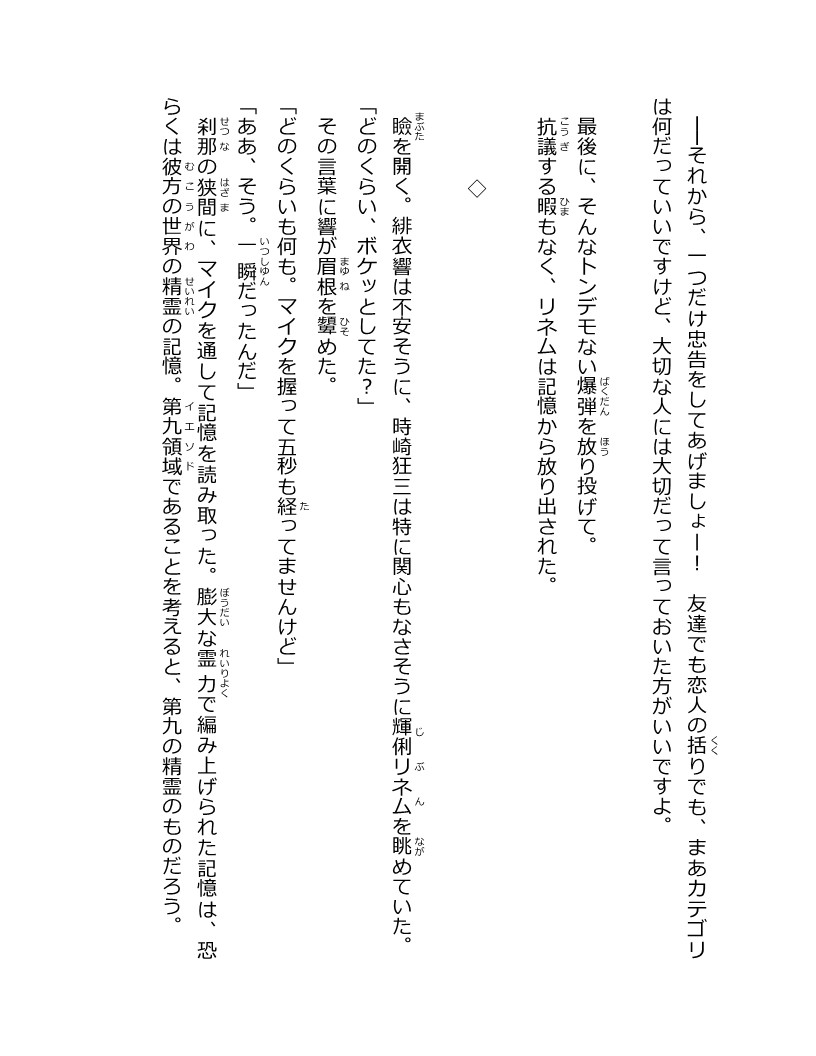 ――それから、一つだけ忠告をしてあげましょー！　友達でも恋人の括りでも、まあカテゴリ
は何だっていいですけど、大切な人には大切だって言っておいた方がいいですよ。
最後に、そんなトンデモない爆弾を放り投げて。
抗議する暇もなく、リネムは記憶から放り出された。
◇
瞼を開く。緋衣響は不安そうに、時崎狂三は特に関心もなさそうに輝俐リネムを眺めていた。
「どのくらい、ボケッとしてた？」
その言葉に響が眉根を顰めた。
「どのくらいも何も。マイクを握って五秒も経ってませんけど」
「ああ、そう。一瞬だったんだ」
刹那の狭間に、マイクを通して記憶を読み取った。膨大な霊力で編み上げられた記憶は、恐
らくは彼方の世界の精霊の記憶。第九領域であることを考えると、第九の精霊のものだろう。